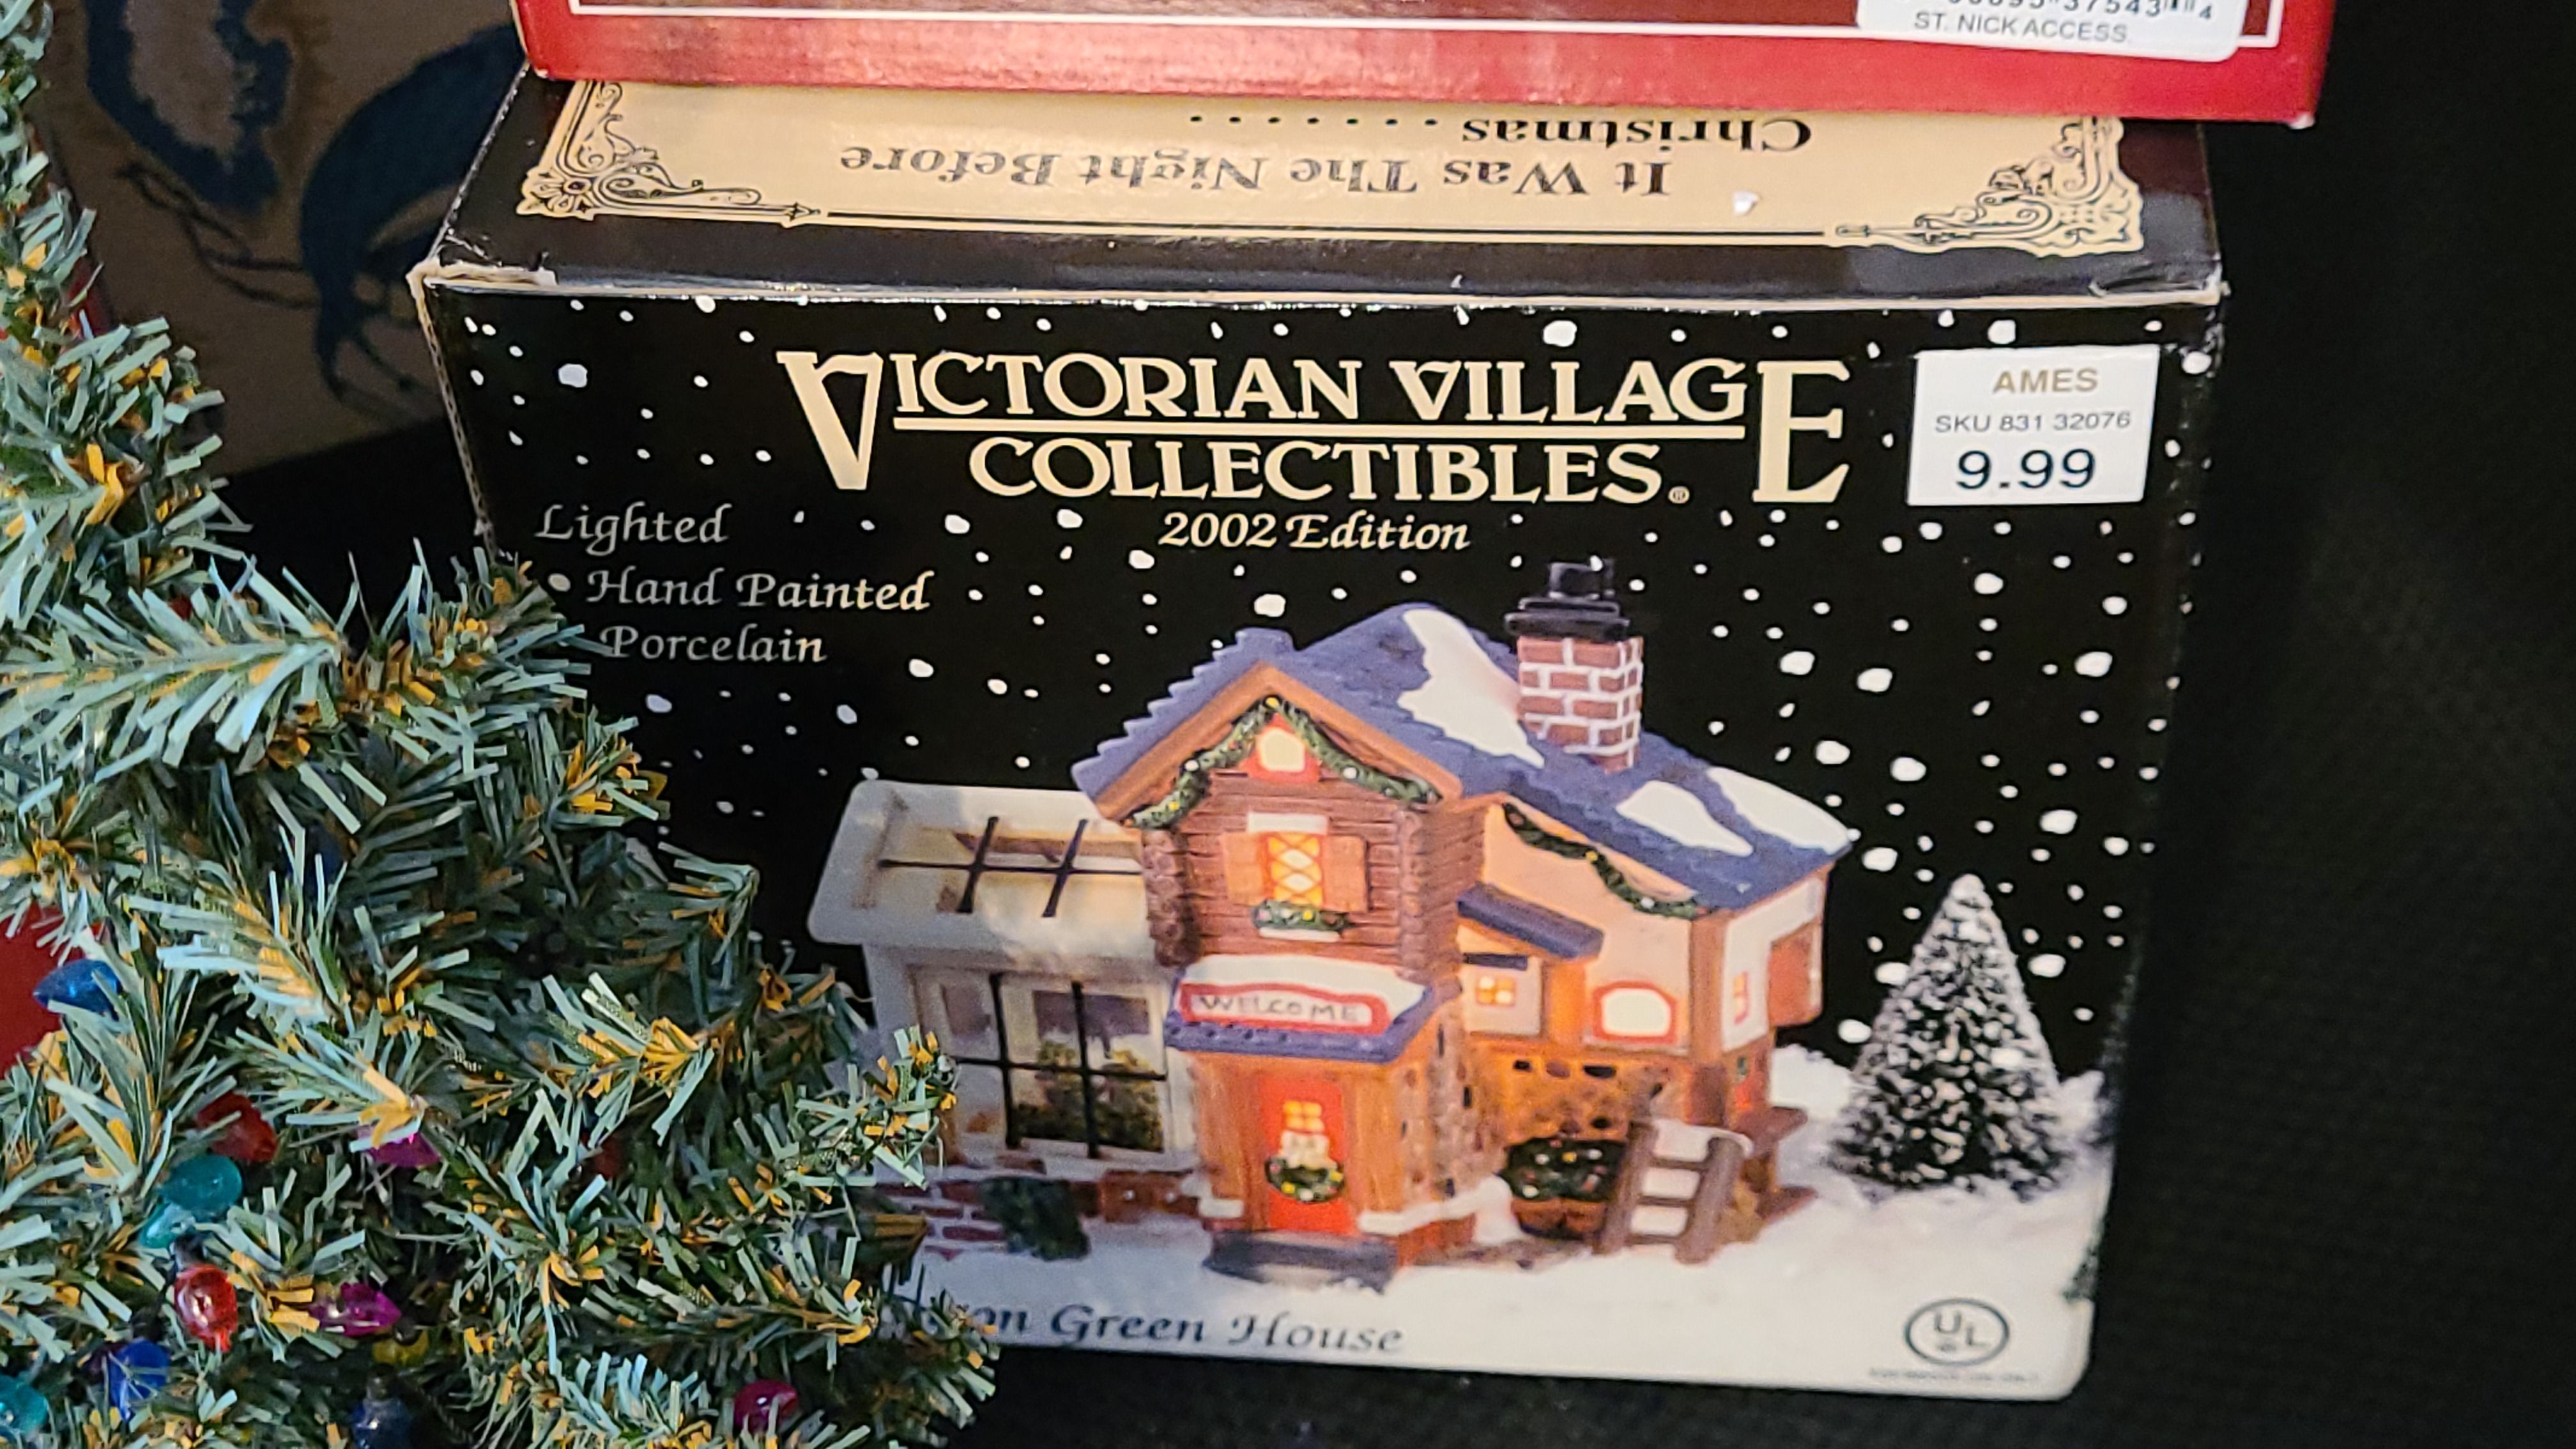 ST. NICK ACCESS.
It Was The Night Before
Christmas . . . . . . . .
VICTORIAN VILLAGE
COLLECTIBLES®
2002 Edition
AMES
SKU 831 32076
9.99
Lighted
• Hand Painted
Porcelain
WELCOME
Green House
UL